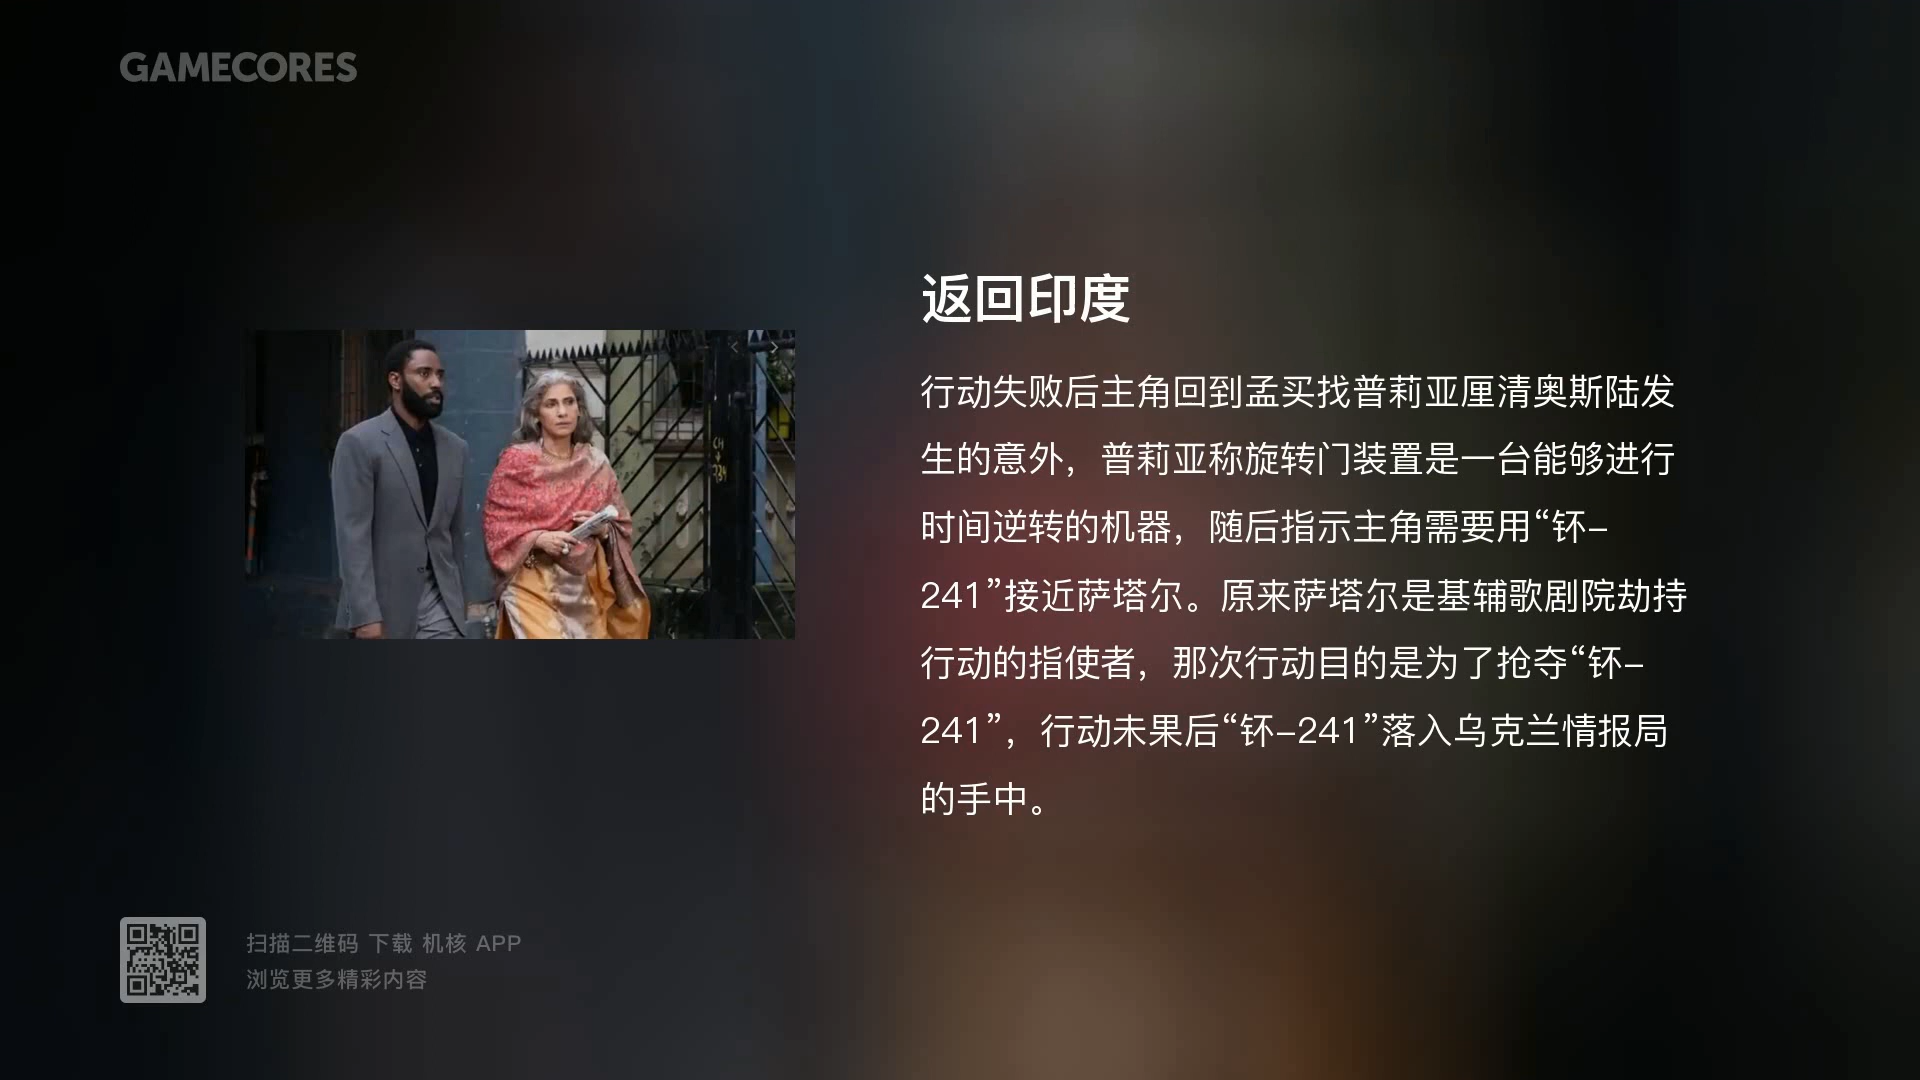 GAMECORES
返回印度
行动失败后主角回到孟买找普莉亚厘清奥斯陆发
生的意外，普莉亚称旋转门装置是一台能够进行
时间逆转的机器，随后指示主角需要用“钚-
241”接近萨塔尔。原来萨塔尔是基辅歌剧院劫持
行动的指使者，那次行动目的是为了抢夺“钚-
241”，行动未果后“钚-241”落入乌克兰情报局
的手中。
扫描二维码 下载 机核 APP
浏览更多精彩内容